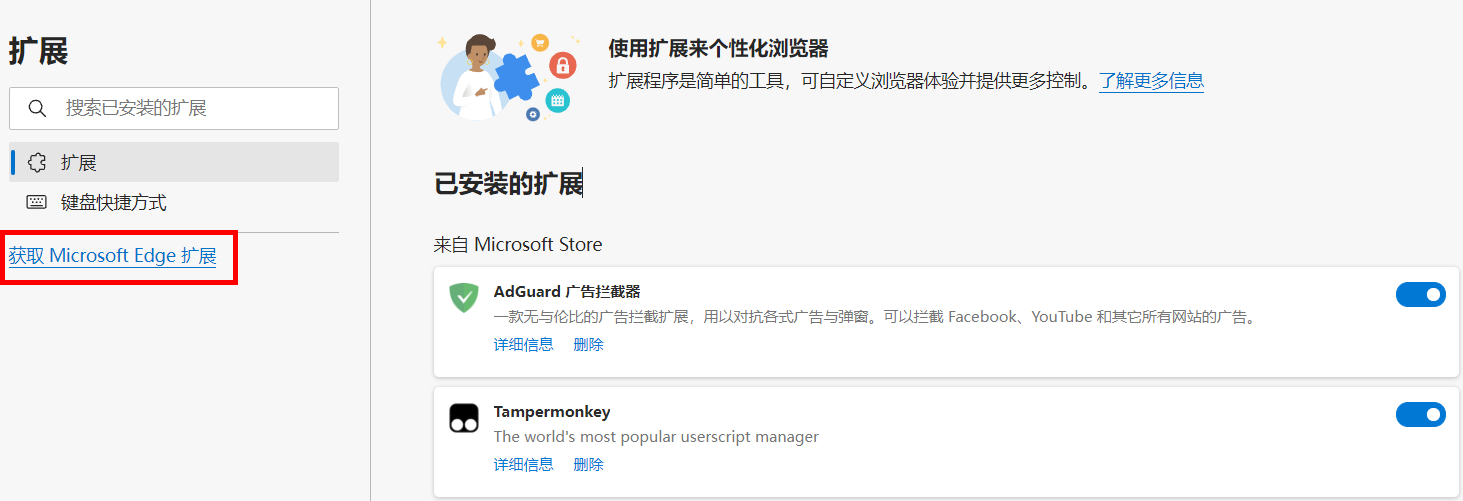 扩展
搜索已安装的扩展
扩展
键盘快捷方式
获取 Microsoft Edge 扩展
使用扩展来个性化浏览器
扩展程序是简单的工具，可自定义浏览器体验并提供更多控制。了解更多信息
已安装的扩展
来自 Microsoft Store
AdGuard 广告拦截器
一款无与伦比的广告拦截扩展，用以对抗各式广告与弹窗。可以拦截 Facebook、YouTube 和其它所有网站的广告。
详细信息 删除
Tampermonkey
The world's most popular userscript manager
详细信息 删除